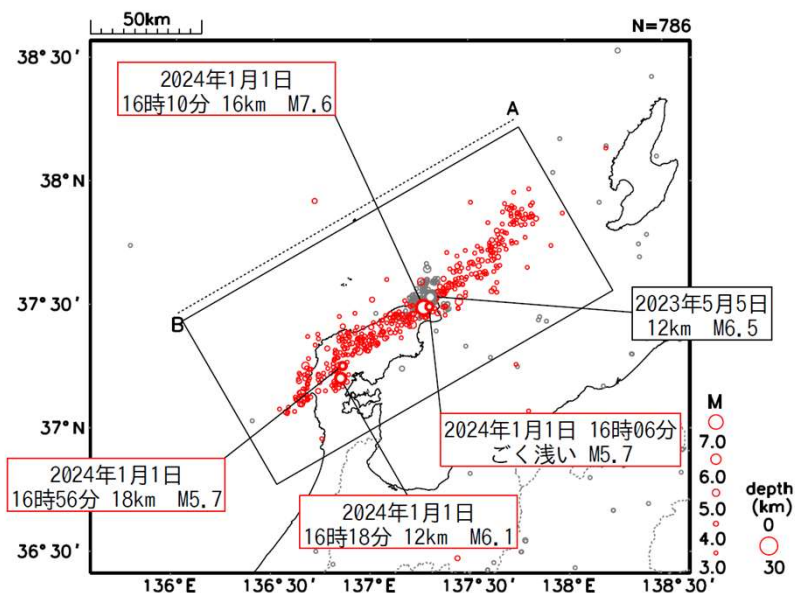 50km
N=786
38°30′
2024年1月1日
16時10分 16km M7.6
A
38°N
37°30′
B
2023年5月5日
12km M6.5
37°N
2024年1月1日 16時06分
ごく浅い M5.7
2024年1月1日
16時56分 18km M5.7
2024年1月1日
16時18分 12km M6.1
36°30′
136°E
136°30′
137°E
137°30′
138°E
138°30′
M
7.0
6.0
5.0
4.0
3.0
depth
(km)
0
30